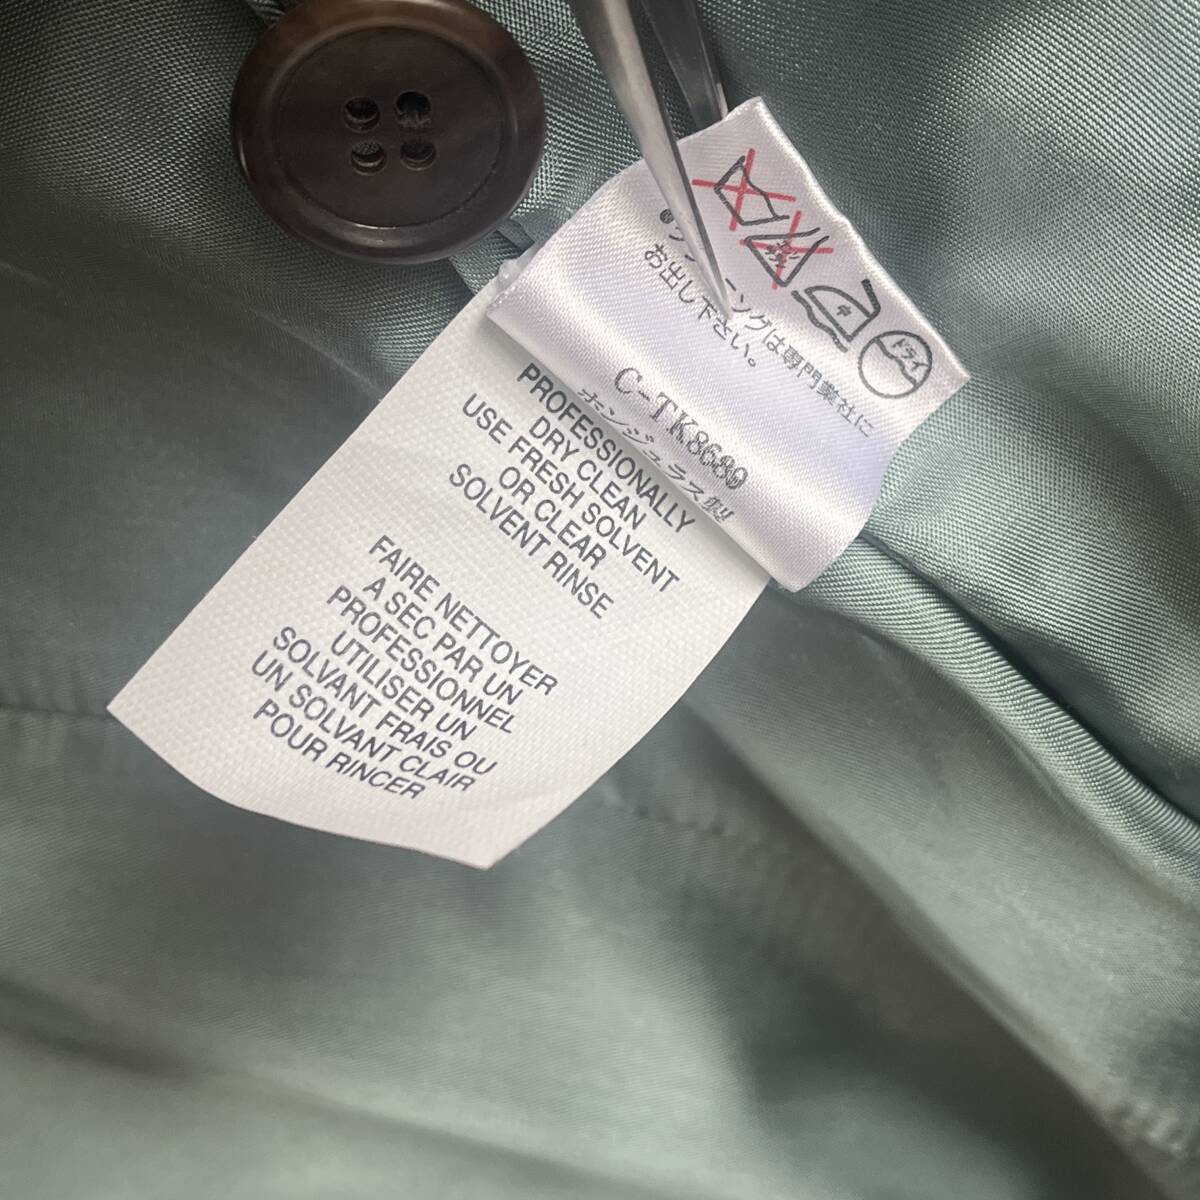 中
ドライ
お出し下さい。
C-TK8680
ホンジュラス製
PROFESSIONALLY
DRY CLEAN
USE FRESH SOLVENT
OR CLEAR
SOLVENT RINSE
FAIRE NETTOYER
A SEC PAR UN
PROFESSIONNEL
UTILISER UN
SOLVANT FRAIS OU
UN SOLVANT CLAIR
POUR RINCER